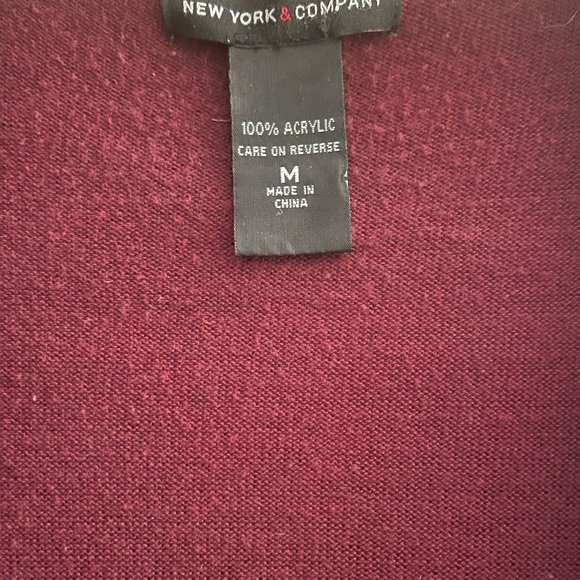 NEW YORK & COMPANY
100% ACRYLIC
CARE ON REVERSE
M
MADE IN
CHINA